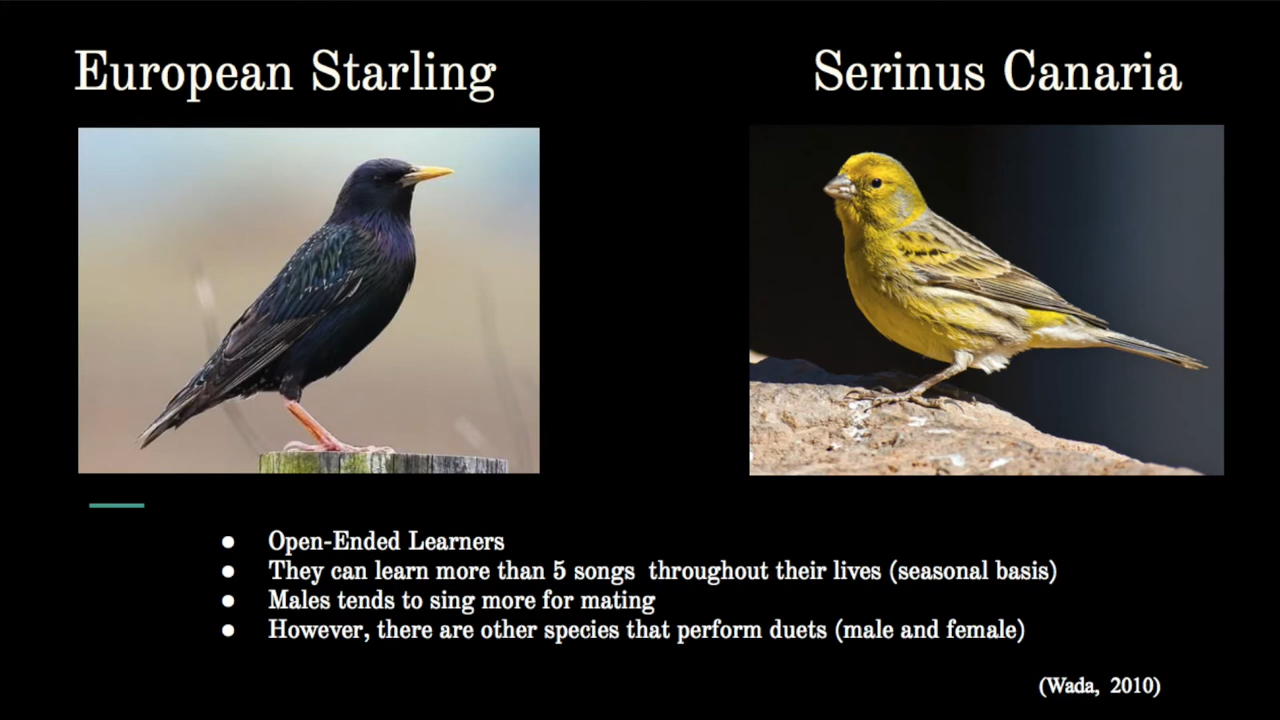 European Starling
Serinus Canaria
● Open-Ended Learners
● They can learn more than 5 songs  throughout their lives (seasonal basis)
● Males tends to sing more for mating
● However, there are other species that perform duets (male and female)
(Wada, 2010)